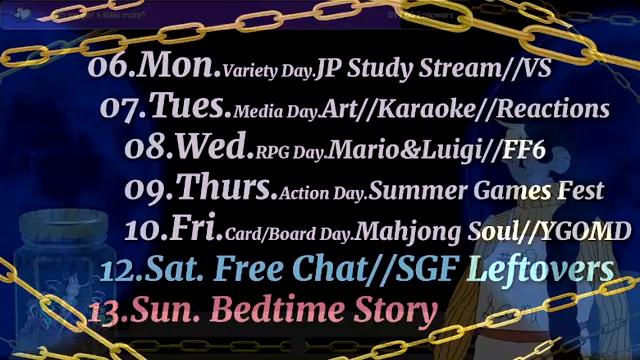 06.Mon.Variety Day.JP Study Stream//VS
07.Tues.Media Day.Art//Karaoke//Reactions
08.Wed.RPG Day.Mario&Luigi//FF6
09.Thurs.Action Day.Summer Games Fest
10.Fri.Card/Board Day.Mahjong Soul//YGOMD
12.Sat. Free Chat//SGF Leftovers
13.Sun. Bedtime Story